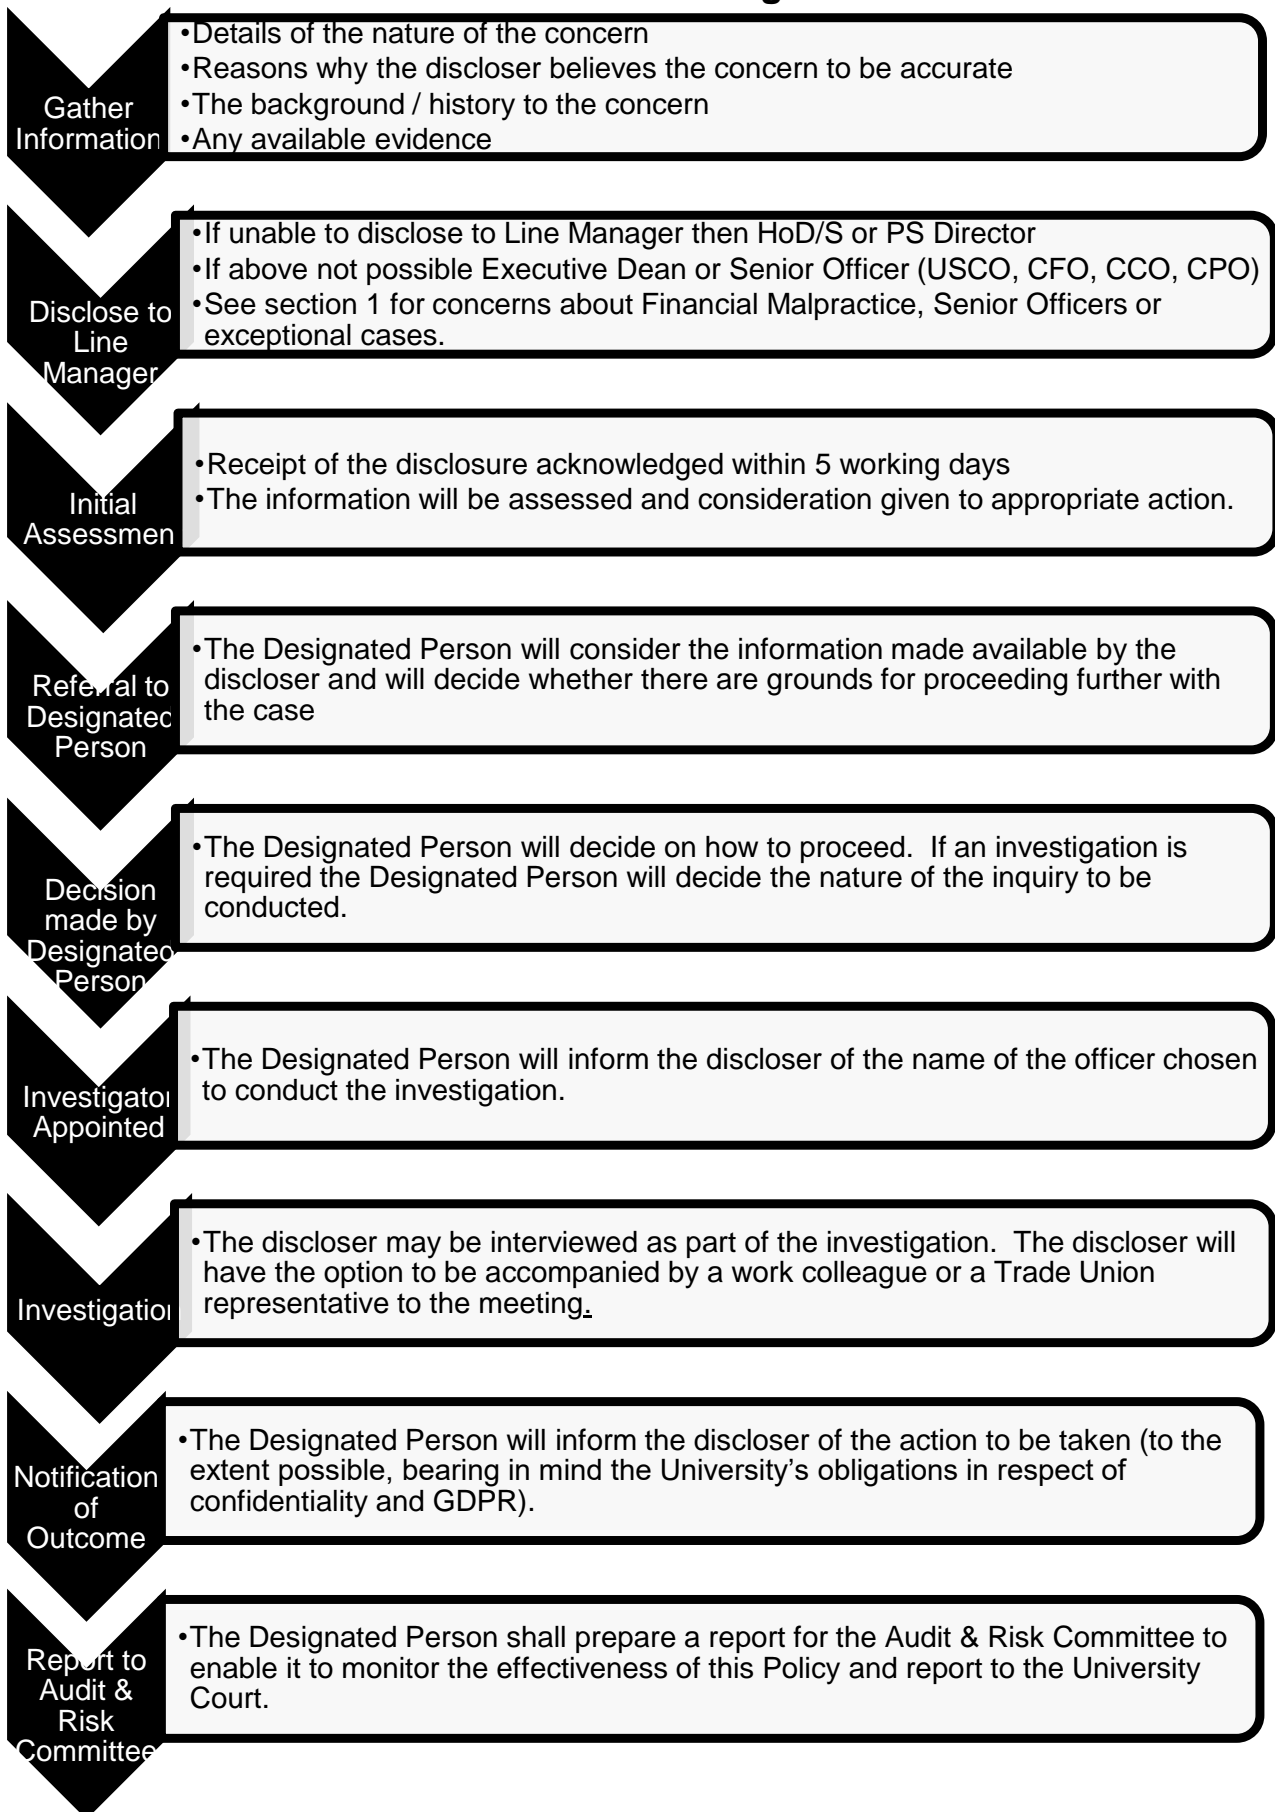 •Details of the nature of the concern
•Reasons why the discloser believes the concern to be accurate
•The background / history to the concern
•Any available evidence
Gather
Information
•If unable to disclose to Line Manager then HoD/S or PS Director
•If above not possible Executive Dean or Senior Officer (USCO, CFO, CCO, CPO)
•See section 1 for concerns about Financial Malpractice, Senior Officers or
exceptional cases.
Disclose to
Line
Manager
•Receipt of the disclosure acknowledged within 5 working days
•The information will be assessed and consideration given to appropriate action.
Initial
Assessmen
•The Designated Person will consider the information made available by the
discloser and will decide whether there are grounds for proceeding further with
the case
Referral to
Designated
Person
•The Designated Person will decide on how to proceed.  If an investigation is
required the Designated Person will decide the nature of the inquiry to be
conducted.
Decision
made by
Designated
Person
•The Designated Person will inform the discloser of the name of the officer chosen
to conduct the investigation.
Investigator
Appointed
•The discloser may be interviewed as part of the investigation.  The discloser will
have the option to be accompanied by a work colleague or a Trade Union
representative to the meeting.
Investigation
•The Designated Person will inform the discloser of the action to be taken (to the
extent possible, bearing in mind the University’s obligations in respect of
confidentiality and GDPR).
Notification
of
Outcome
•The Designated Person shall prepare a report for the Audit & Risk Committee to
enable it to monitor the effectiveness of this Policy and report to the University
Court.
Report to
Audit &
Risk
Committee